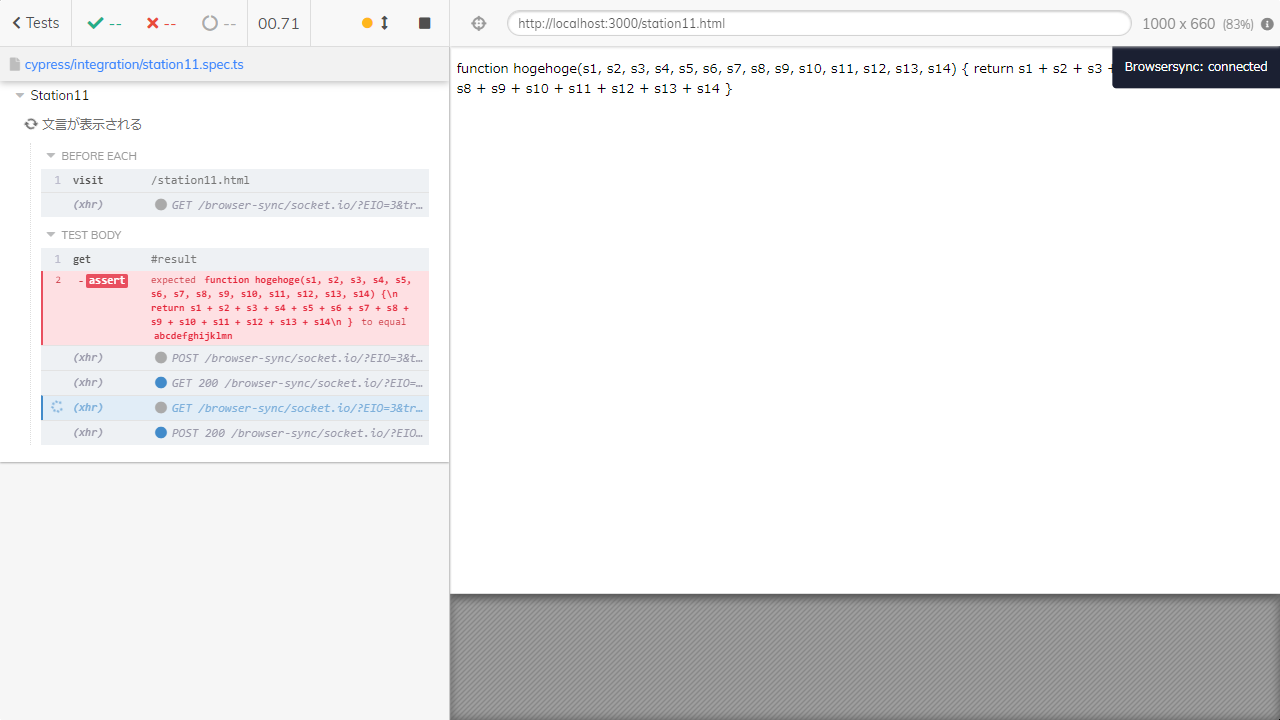 Tests
--
--
--
00.71
http://localhost:3000/station11.html
1000 x 660 (83%)
cypress/integration/station11.spec.ts
Browsersync: connected
function hogehoge(s1, s2, s3, s4, s5, s6, s7, s8, s9, s10, s11, s12, s13, s14) { return s1 + s2 + s3 +
s8 + s9 + s10 + s11 + s12 + s13 + s14 }
Station11
文言が表示される
BEFORE EACH
1 visit /station11.html
(xhr) GET /browser-sync/socket.io/?EIO=3&tr…
TEST BODY
1 get #result
2 - assert expected function hogehoge(s1, s2, s3, s4, s5,
s6, s7, s8, s9, s10, s11, s12, s13, s14) {\n
return s1 + s2 + s3 + s4 + s5 + s6 + s7 + s8 +
s9 + s10 + s11 + s12 + s13 + s14\n } to equal
abcdefghijklmn
(xhr) POST /browser-sync/socket.io/?EIO=3&t…
(xhr) GET 200 /browser-sync/socket.io/?EIO=…
(xhr) GET /browser-sync/socket.io/?EIO=3&tr…
(xhr) POST 200 /browser-sync/socket.io/?EIO…